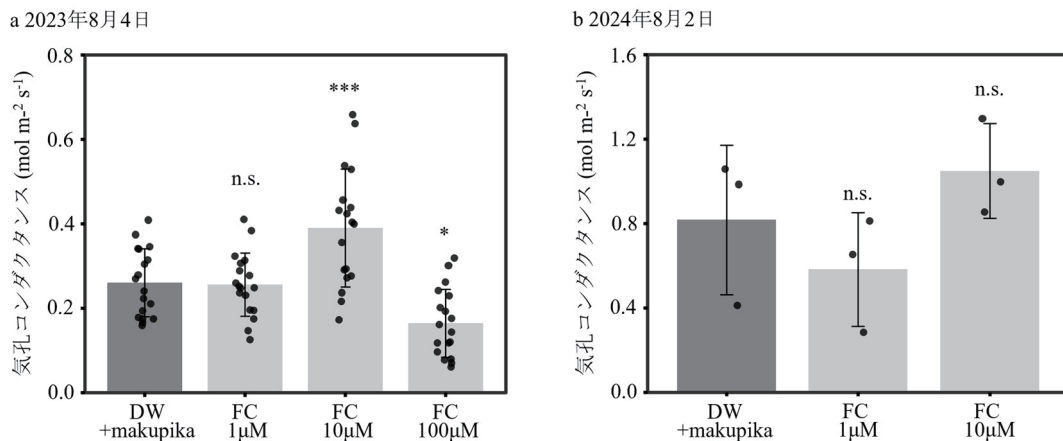 a 2023年8月4日
気孔コンダクタンス (mol m-² s-¹)
0.8
0.6
0.4
0.2
0.0
n.s.
***
*
DW
+makupika
FC
1μM
FC
10μM
FC
100μM
b 2024年8月2日
気孔コンダクタンス (mol m-² s-¹)
1.6
1.2
0.8
0.4
0.0
n.s.
n.s.
DW
+makupika
FC
1μM
FC
10μM